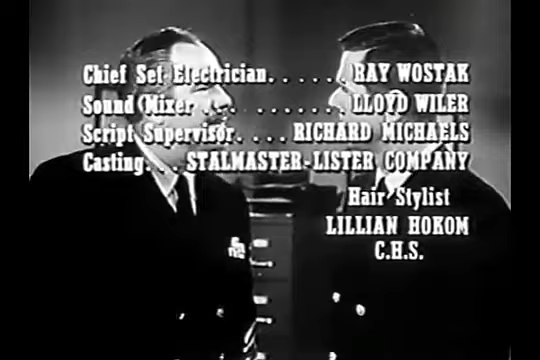 Chief Set Electrician...... RAY WOSTAK
Sound Mixer ........... LLOYD WILER
Script Supervisor.... RICHARD MICHAELS
Casting... STALMASTER-LISTER COMPANY
Hair Stylist
LILLIAN HOKOM
C.H.S.